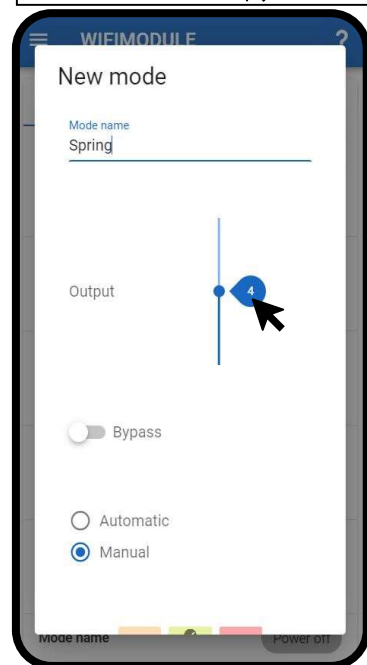 WIFIMODULE ?
New mode
Mode name
Spring
Output
4
Bypass
Automatic
Manual
Mode name Power off